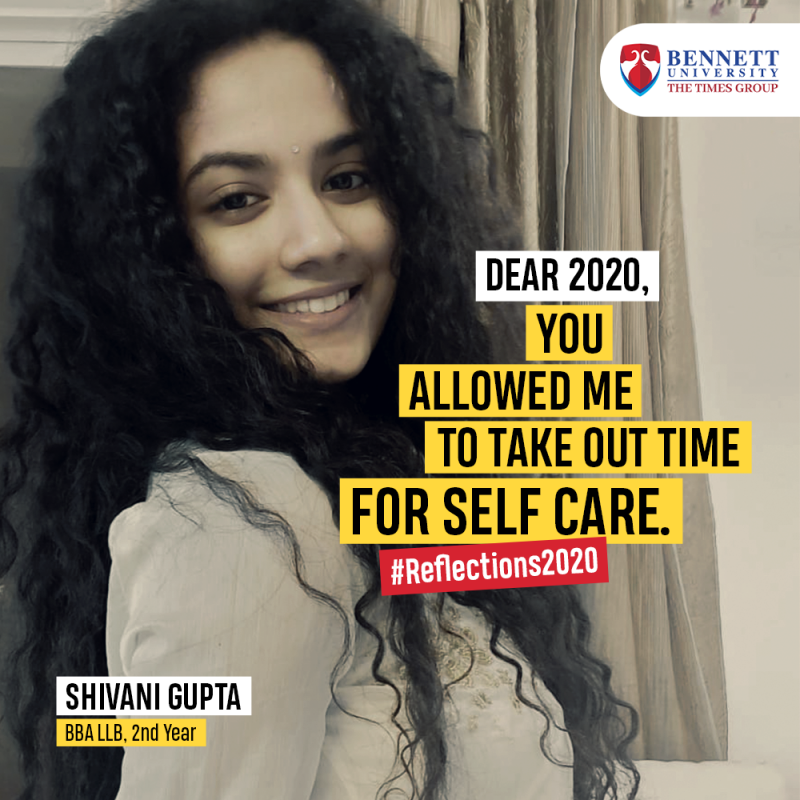 BENNETT
UNIVERSITY
THE TIMES GROUP
DEAR 2020,
YOU
ALLOWED ME
TO TAKE OUT TIME
FOR SELF CARE.
#Reflections2020
SHIVANI GUPTA
BBA LLB, 2nd Year